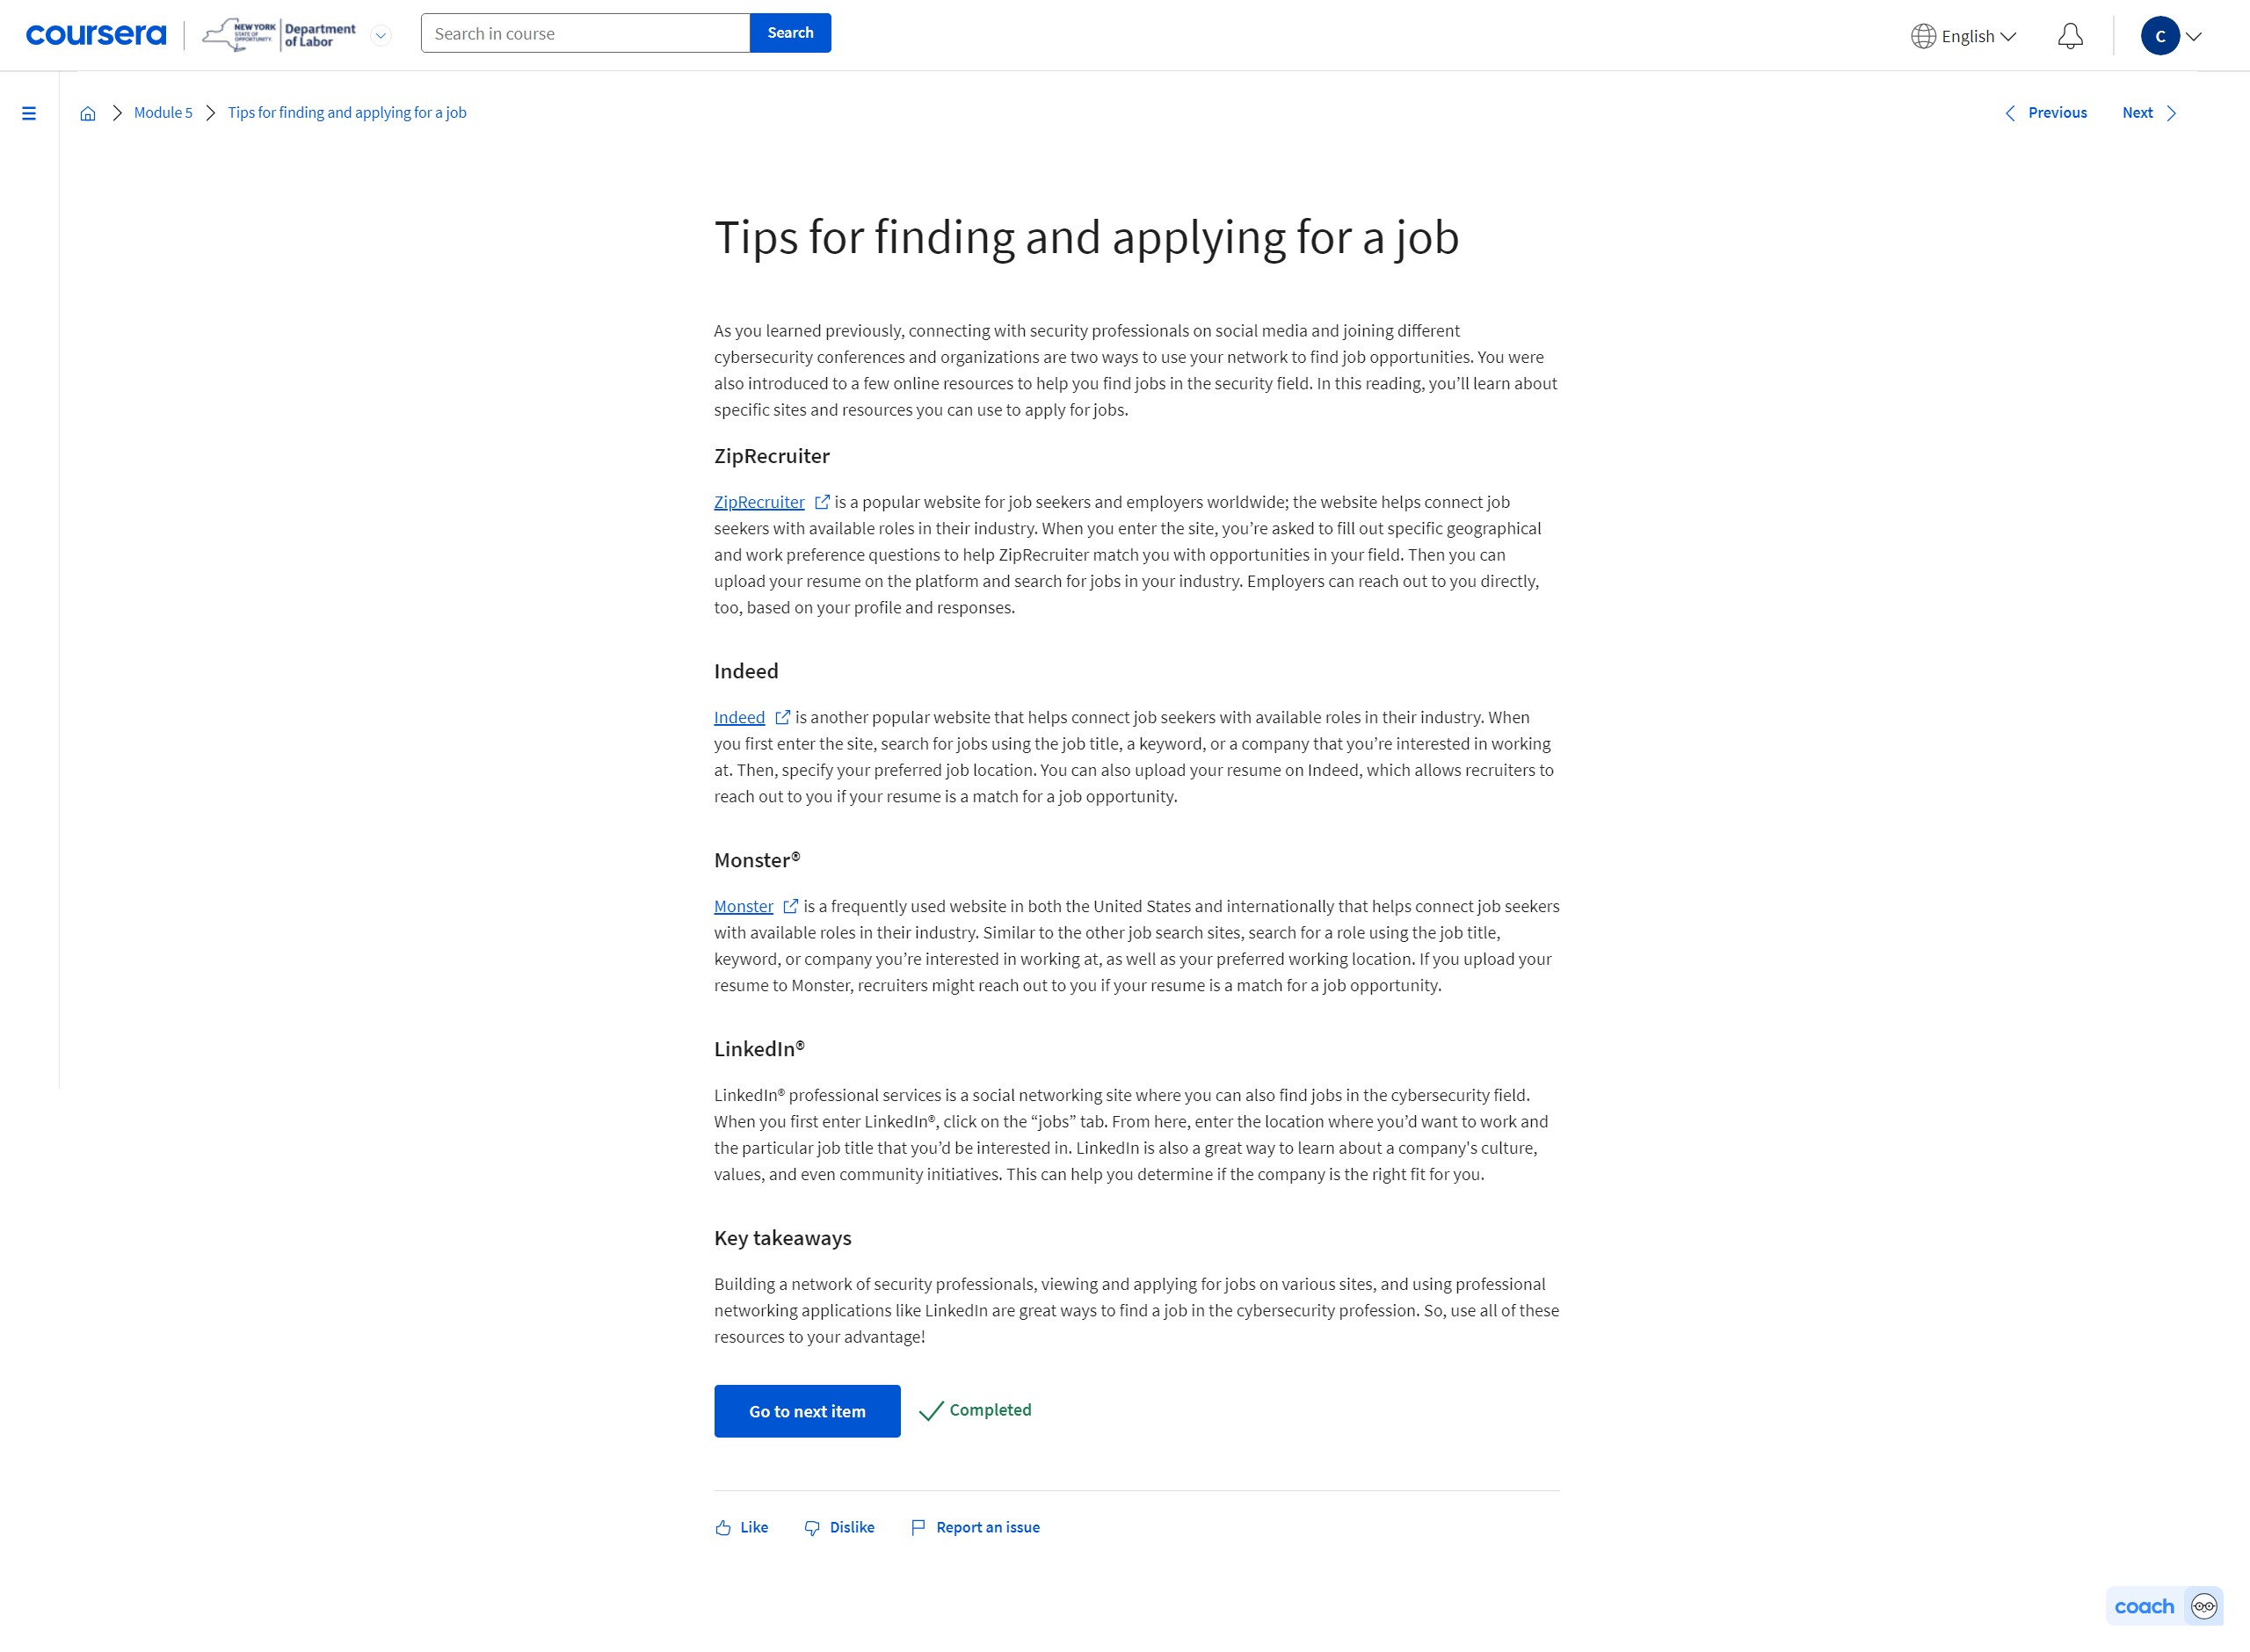 coursera
NEW YORK
STATE OF
OPPORTUNITY.
Department
of Labor
Search in course
Search
English
C
Module 5
Tips for finding and applying for a job
Previous
Next
Tips for finding and applying for a job
As you learned previously, connecting with security professionals on social media and joining different
cybersecurity conferences and organizations are two ways to use your network to find job opportunities. You were
also introduced to a few online resources to help you find jobs in the security field. In this reading, you’ll learn about
specific sites and resources you can use to apply for jobs.
ZipRecruiter
ZipRecruiter is a popular website for job seekers and employers worldwide; the website helps connect job
seekers with available roles in their industry. When you enter the site, you’re asked to fill out specific geographical
and work preference questions to help ZipRecruiter match you with opportunities in your field. Then you can
upload your resume on the platform and search for jobs in your industry. Employers can reach out to you directly,
too, based on your profile and responses.
Indeed
Indeed is another popular website that helps connect job seekers with available roles in their industry. When
you first enter the site, search for jobs using the job title, a keyword, or a company that you’re interested in working
at. Then, specify your preferred job location. You can also upload your resume on Indeed, which allows recruiters to
reach out to you if your resume is a match for a job opportunity.
Monster®
Monster is a frequently used website in both the United States and internationally that helps connect job seekers
with available roles in their industry. Similar to the other job search sites, search for a role using the job title,
keyword, or company you’re interested in working at, as well as your preferred working location. If you upload your
resume to Monster, recruiters might reach out to you if your resume is a match for a job opportunity.
LinkedIn®
LinkedIn® professional services is a social networking site where you can also find jobs in the cybersecurity field.
When you first enter LinkedIn®, click on the “jobs” tab. From here, enter the location where you’d want to work and
the particular job title that you’d be interested in. LinkedIn is also a great way to learn about a company's culture,
values, and even community initiatives. This can help you determine if the company is the right fit for you.
Key takeaways
Building a network of security professionals, viewing and applying for jobs on various sites, and using professional
networking applications like LinkedIn are great ways to find a job in the cybersecurity profession. So, use all of these
resources to your advantage!
Go to next item
Completed
Like
Dislike
Report an issue
coach